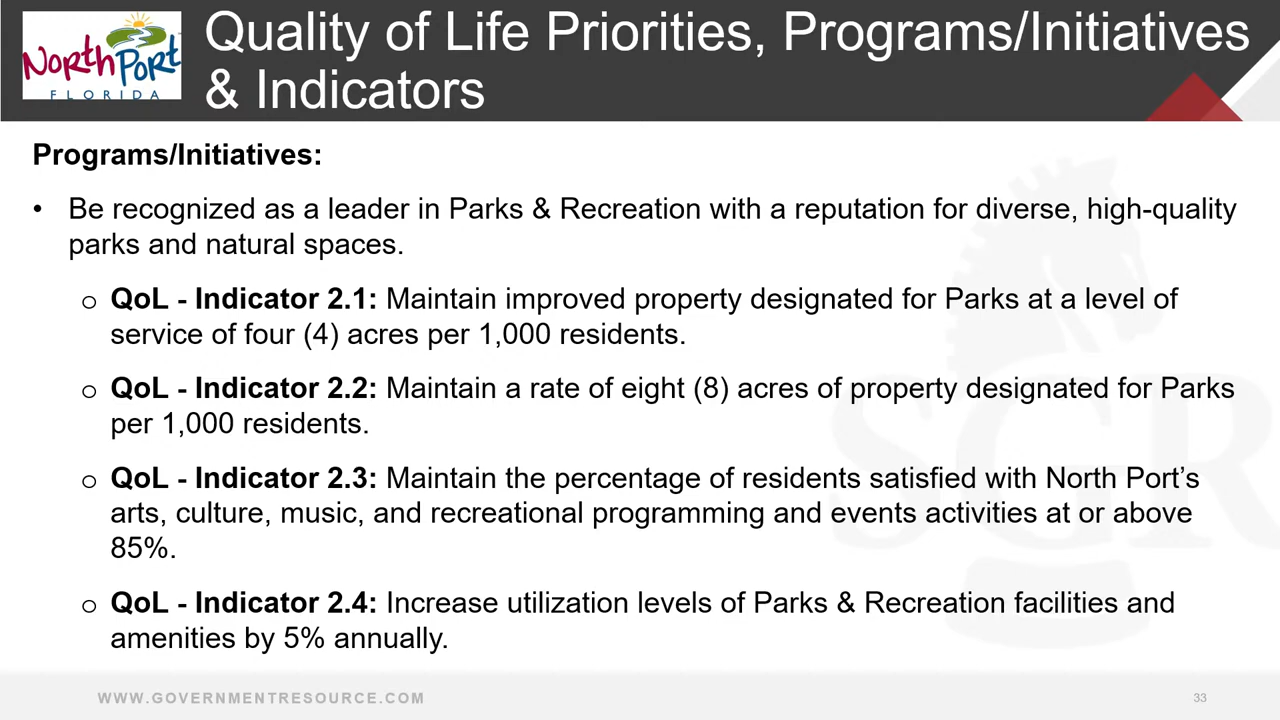 North Port
FLORIDA
Quality of Life Priorities, Programs/Initiatives
& Indicators
Programs/Initiatives:
• Be recognized as a leader in Parks & Recreation with a reputation for diverse, high-quality
parks and natural spaces.
o QoL - Indicator 2.1: Maintain improved property designated for Parks at a level of
service of four (4) acres per 1,000 residents.
o QoL - Indicator 2.2: Maintain a rate of eight (8) acres of property designated for Parks
per 1,000 residents.
o QoL - Indicator 2.3: Maintain the percentage of residents satisfied with North Port’s
arts, culture, music, and recreational programming and events activities at or above
85%.
o QoL - Indicator 2.4: Increase utilization levels of Parks & Recreation facilities and
amenities by 5% annually.
SGR
WWW.GOVERNMENTRESOURCE.COM
33